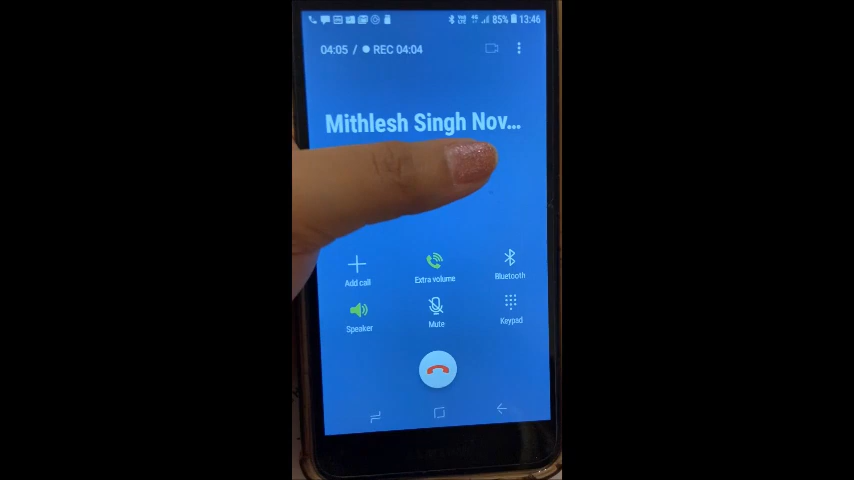 85% 13:46
04:05 / REC 04:04
Mithlesh Singh Nov...
Add call
Extra volume
Bluetooth
Speaker
Mute
Keypad
SAMSUNG